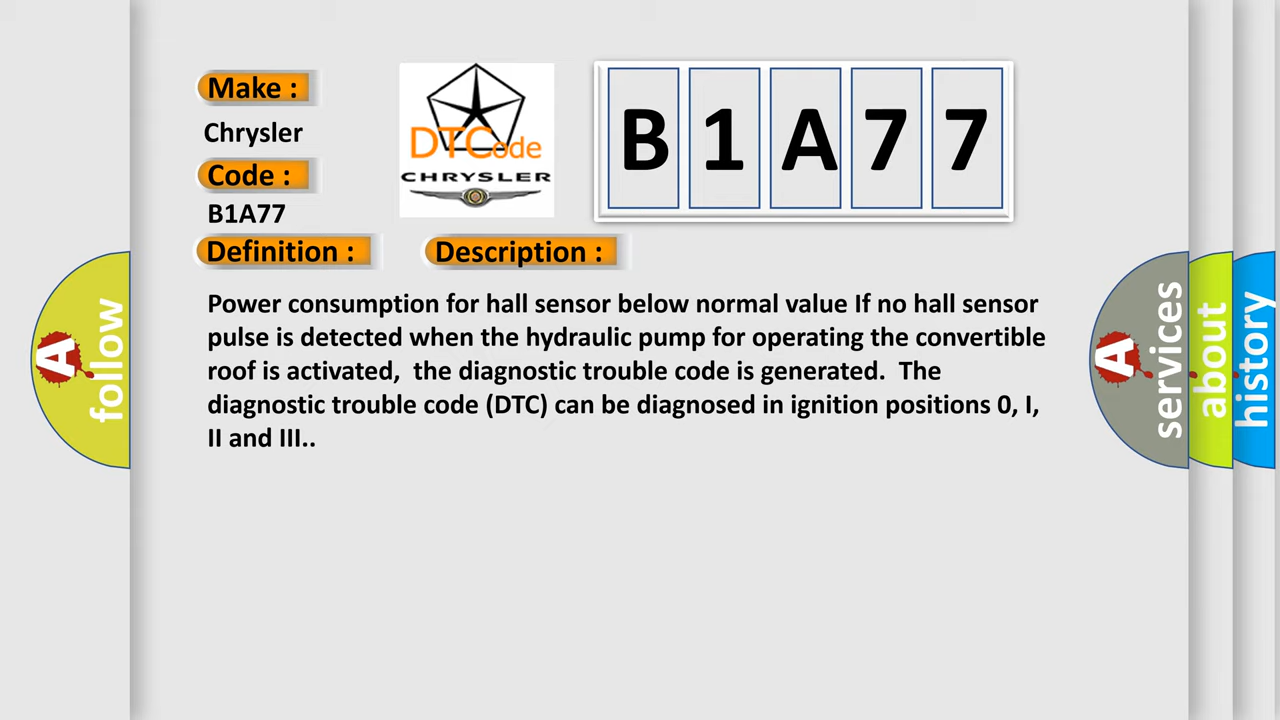 Make :
Chrysler
Code :
B1A77
Definition :
Description :
DTCode
CHRYSLER
B 1 A 7 7
Power consumption for hall sensor below normal value If no hall sensor
pulse is detected when the hydraulic pump for operating the convertible
roof is activated, the diagnostic trouble code is generated The
diagnostic trouble code (DTC) can be diagnosed in ignition positions 0, I,
II and III..
A follow
A services
about
history